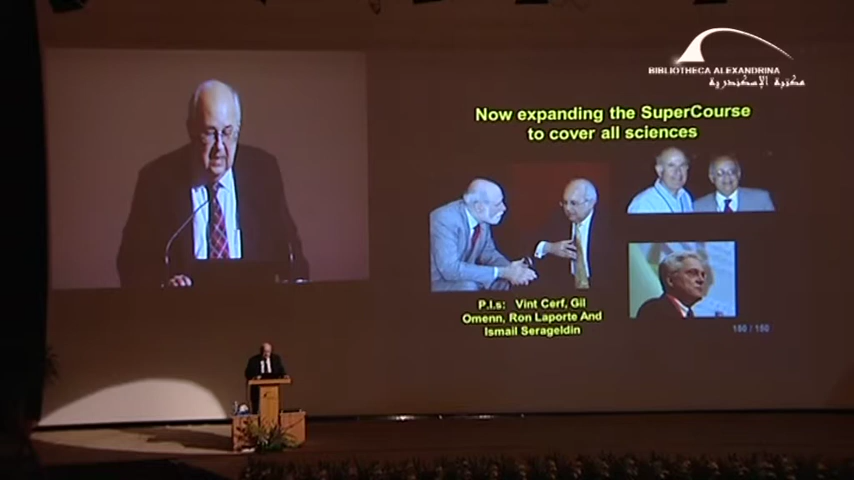 BIBLIOTHECA ALEXANDRINA
مكتبة الإسكندرية
Now expanding the SuperCourse
to cover all sciences
P.I.s: Vint Cerf, Gil
Omenn, Ron Laporte And
Ismail Serageldin
150 / 150